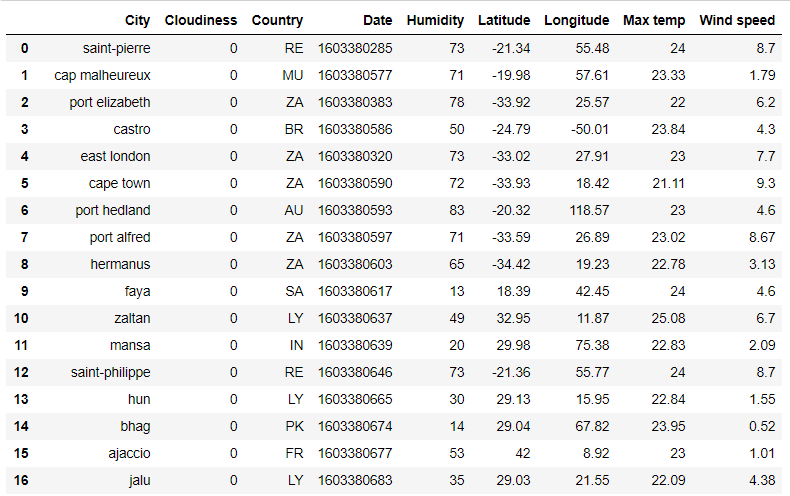 City Cloudiness Country Date Humidity Latitude Longitude Max temp Wind speed
0 saint-pierre 0 RE 1603380285 73 -21.34 55.48 24 8.7
1 cap malheureux 0 MU 1603380577 71 -19.98 57.61 23.33 1.79
2 port elizabeth 0 ZA 1603380383 78 -33.92 25.57 22 6.2
3 castro 0 BR 1603380586 50 -24.79 -50.01 23.84 4.3
4 east london 0 ZA 1603380320 73 -33.02 27.91 23 7.7
5 cape town 0 ZA 1603380590 72 -33.93 18.42 21.11 9.3
6 port hedland 0 AU 1603380593 83 -20.32 118.57 23 4.6
7 port alfred 0 ZA 1603380597 71 -33.59 26.89 23.02 8.67
8 hermanus 0 ZA 1603380603 65 -34.42 19.23 22.78 3.13
9 faya 0 SA 1603380617 13 18.39 42.45 24 4.6
10 zaltan 0 LY 1603380637 49 32.95 11.87 25.08 6.7
11 mansa 0 IN 1603380639 20 29.98 75.38 22.83 2.09
12 saint-philippe 0 RE 1603380646 73 -21.36 55.77 24 8.7
13 hun 0 LY 1603380665 30 29.13 15.95 22.84 1.55
14 bhag 0 PK 1603380674 14 29.04 67.82 23.95 0.52
15 ajaccio 0 FR 1603380677 53 42 8.92 23 1.01
16 jalu 0 LY 1603380683 35 29.03 21.55 22.09 4.38